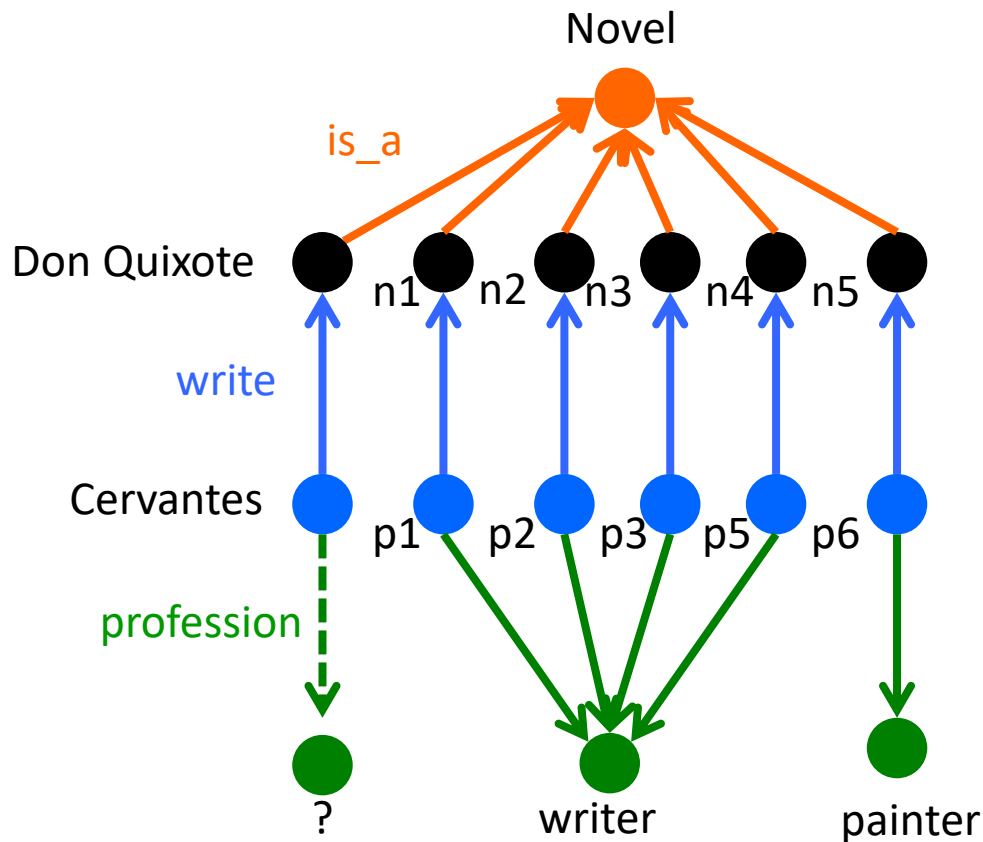 Novel
is_a
Don Quixote
n1 n2 n3 n4 n5
write
Cervantes
p1 p2 p3 p5 p6
profession
? writer painter